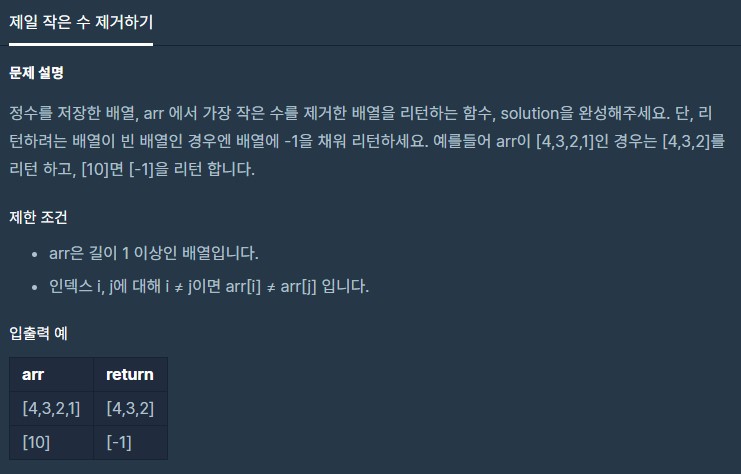 제일 작은 수 제거하기
문제 설명
정수를 저장한 배열, arr 에서 가장 작은 수를 제거한 배열을 리턴하는 함수, solution을 완성해주세요. 단, 리
턴하려는 배열이 빈 배열인 경우엔 배열에 -1을 채워 리턴하세요. 예를들어 arr이 [4,3,2,1]인 경우는 [4,3,2]를
리턴 하고, [10]면 [-1]을 리턴 합니다.
제한 조건
• arr은 길이 1 이상인 배열입니다.
• 인덱스 i, j에 대해 i ≠ j이면 arr[i] ≠ arr[j] 입니다.
입출력 예
arr return
[4,3,2,1] [4,3,2]
[10] [-1]